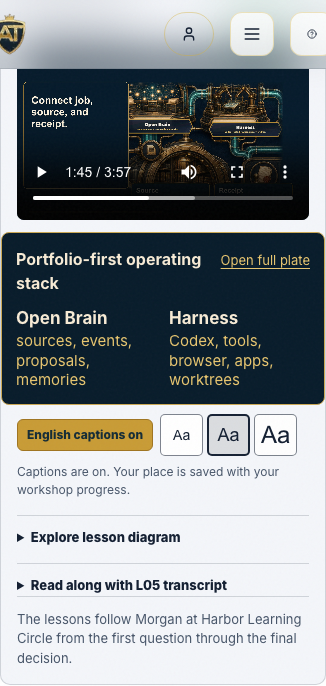 AT
Connect job,
source, and
receipt.
Open Brain
Harness
1:45 / 3:57
Source
Receipt
Portfolio-first operating
stack
Open full plate
Open Brain
sources, events,
proposals,
memories
Harness
Codex, tools,
browser, apps,
worktrees
English captions on
Aa
Aa
Aa
Captions are on. Your place is saved with your
workshop progress.
Explore lesson diagram
Read along with L05 transcript
The lessons follow Morgan at Harbor Learning
Circle from the first question through the final
decision.